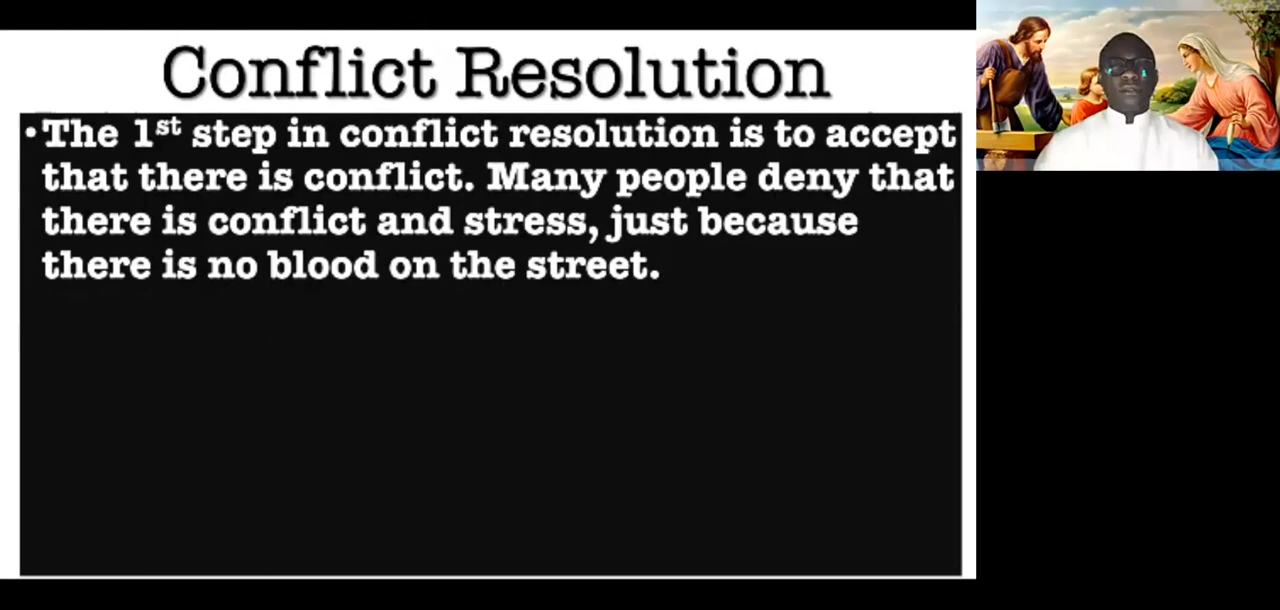 Conflict Resolution
•The 1st step in conflict resolution is to accept
that there is conflict. Many people deny that
there is conflict and stress, just because
there is no blood on the street.